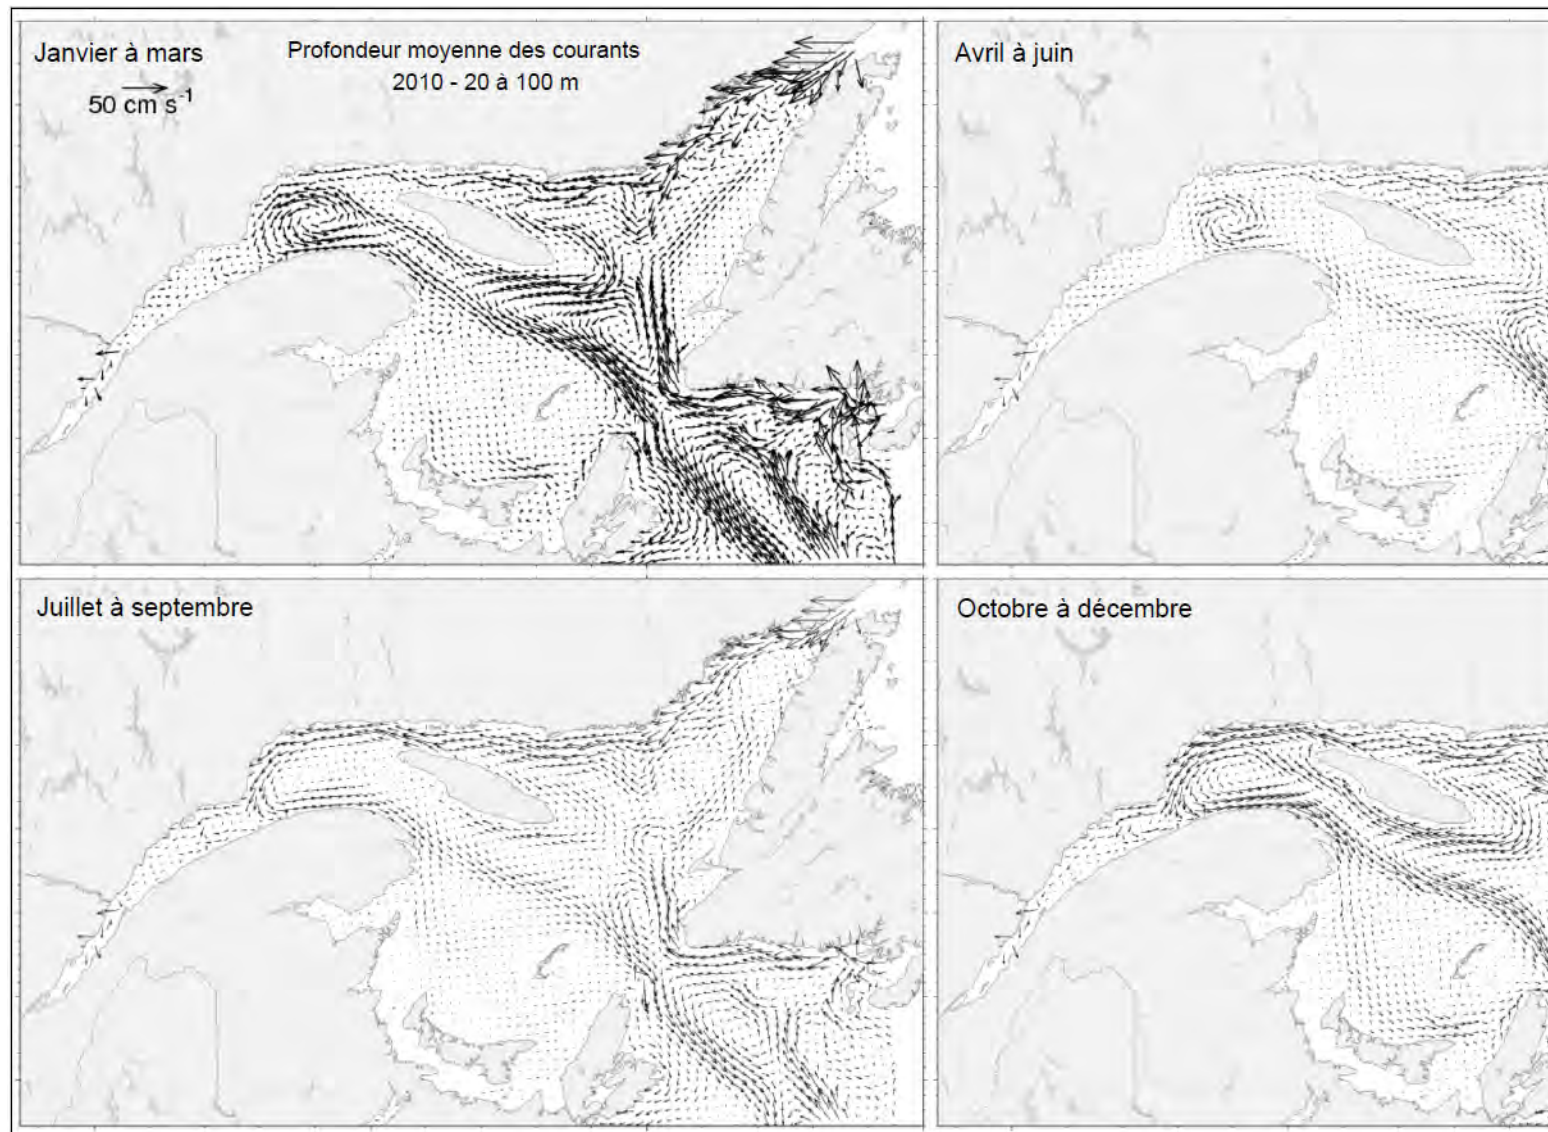 Janvier à mars
50 cm s-1
Profondeur moyenne des courants
2010 - 20 à 100 m
Avril à juin
Juillet à septembre
Octobre à décembre